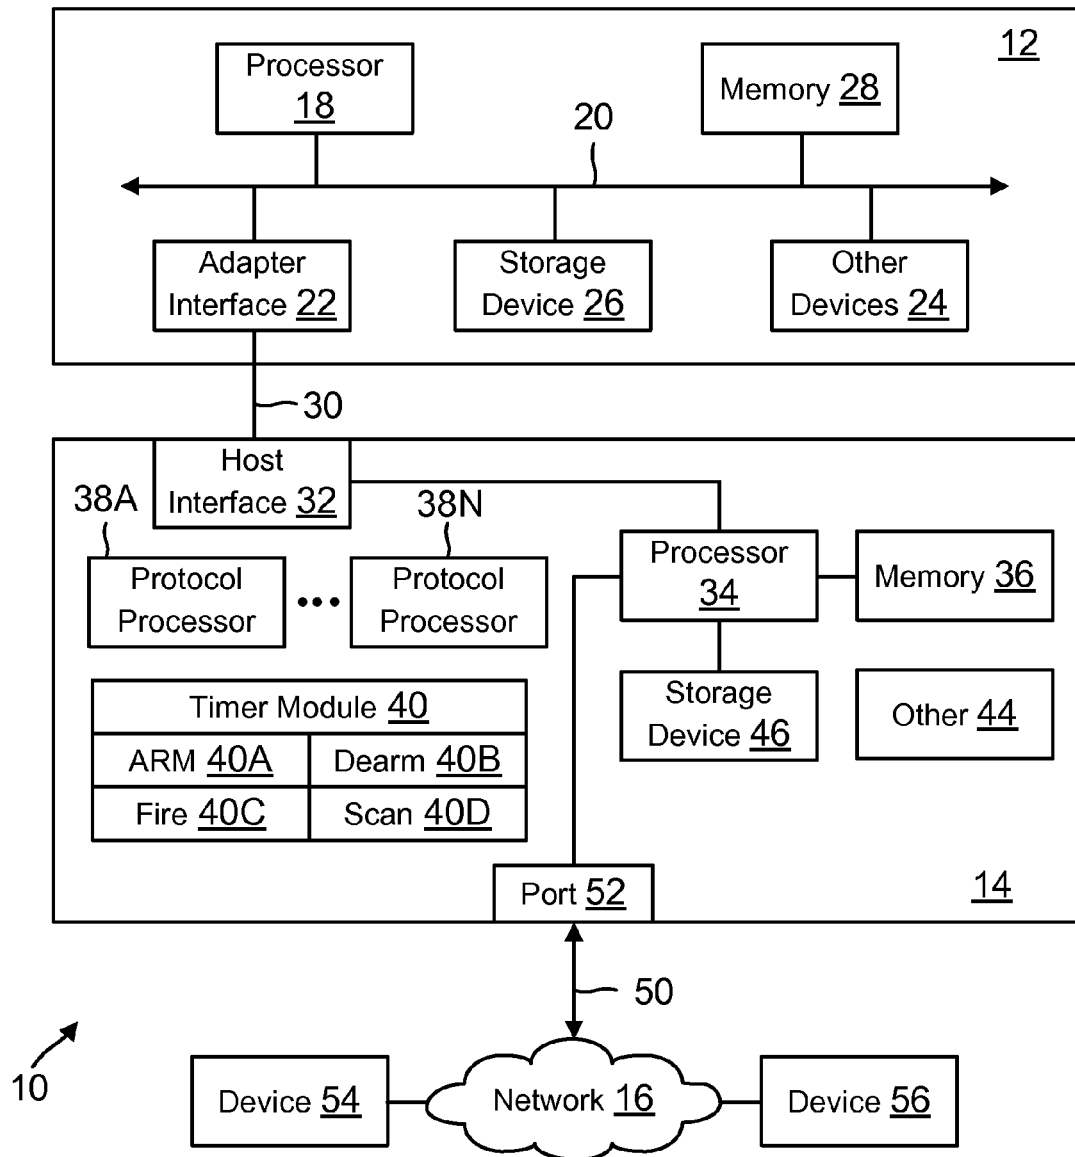 12
Processor
18
Memory 28
20
Adapter
Interface 22
Storage
Device 26
Other
Devices 24
30
Host
Interface 32
38A
38N
Protocol
Processor
Protocol
Processor
Processor
34
Memory 36
Timer Module 40
ARM 40A
Dearm 40B
Fire 40C
Scan 40D
Storage
Device 46
Other 44
Port 52
14
50
10
Device 54
Network 16
Device 56